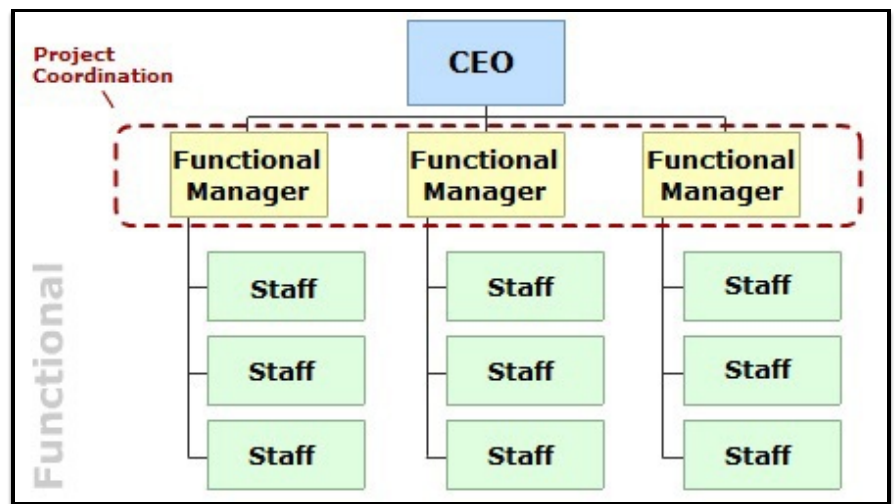 Project
Coordination
CEO
Functional
Manager
Functional
Manager
Functional
Manager
Staff
Staff
Staff
Staff
Staff
Staff
Staff
Staff
Staff
Functional